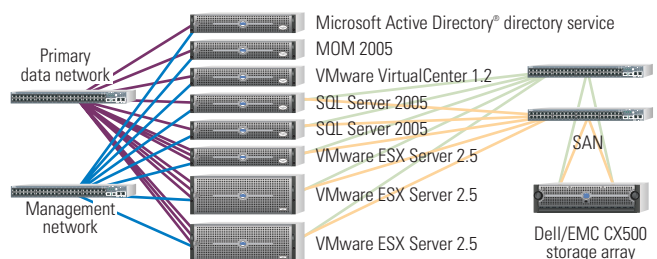 Microsoft Active Directory® directory service
Primary
data network
MOM 2005
VMware VirtualCenter 1.2
SQL Server 2005
SQL Server 2005
SAN
VMware ESX Server 2.5
VMware ESX Server 2.5
Management
network
VMware ESX Server 2.5
Dell/EMC CX500
storage array